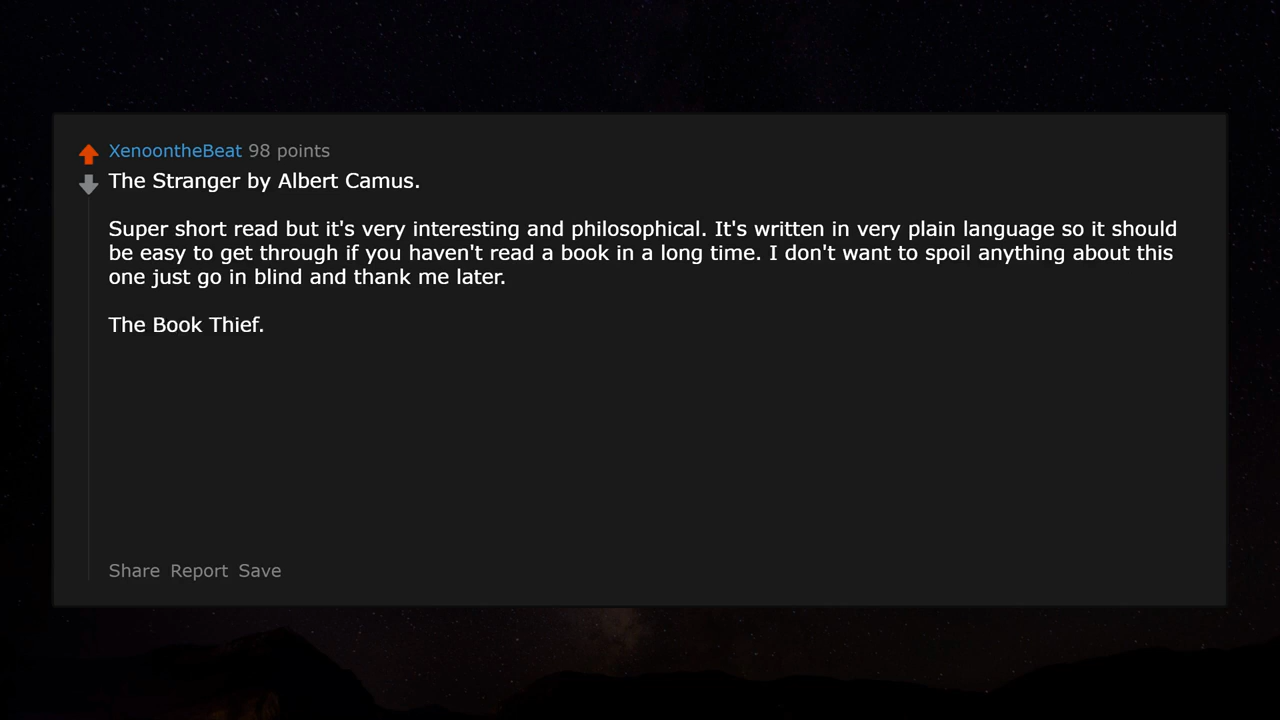 XenoontheBeat 98 points
The Stranger by Albert Camus.
Super short read but it's very interesting and philosophical. It's written in very plain language so it should
be easy to get through if you haven't read a book in a long time. I don't want to spoil anything about this
one just go in blind and thank me later.
The Book Thief.
Share Report Save